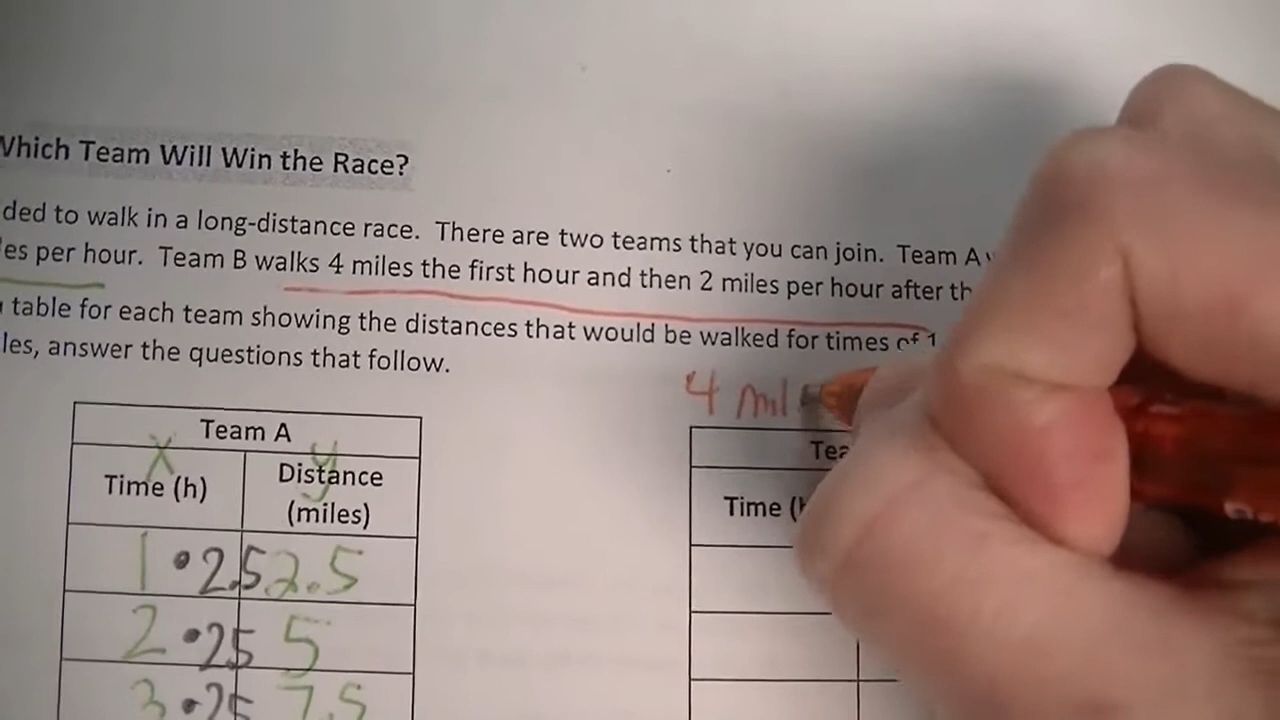 Which Team Will Win the Race?
ded to walk in a long-distance race. There are two teams that you can join. Team A
es per hour. Team B walks 4 miles the first hour and then 2 miles per hour after th
table for each team showing the distances that would be walked for times of 1
les, answer the questions that follow.
4 mil
Team A
x y
Time (h) Distance
(miles)
1 •2.5 2.5
2 •25 5
3 •25 7.5
Tea
Time (h